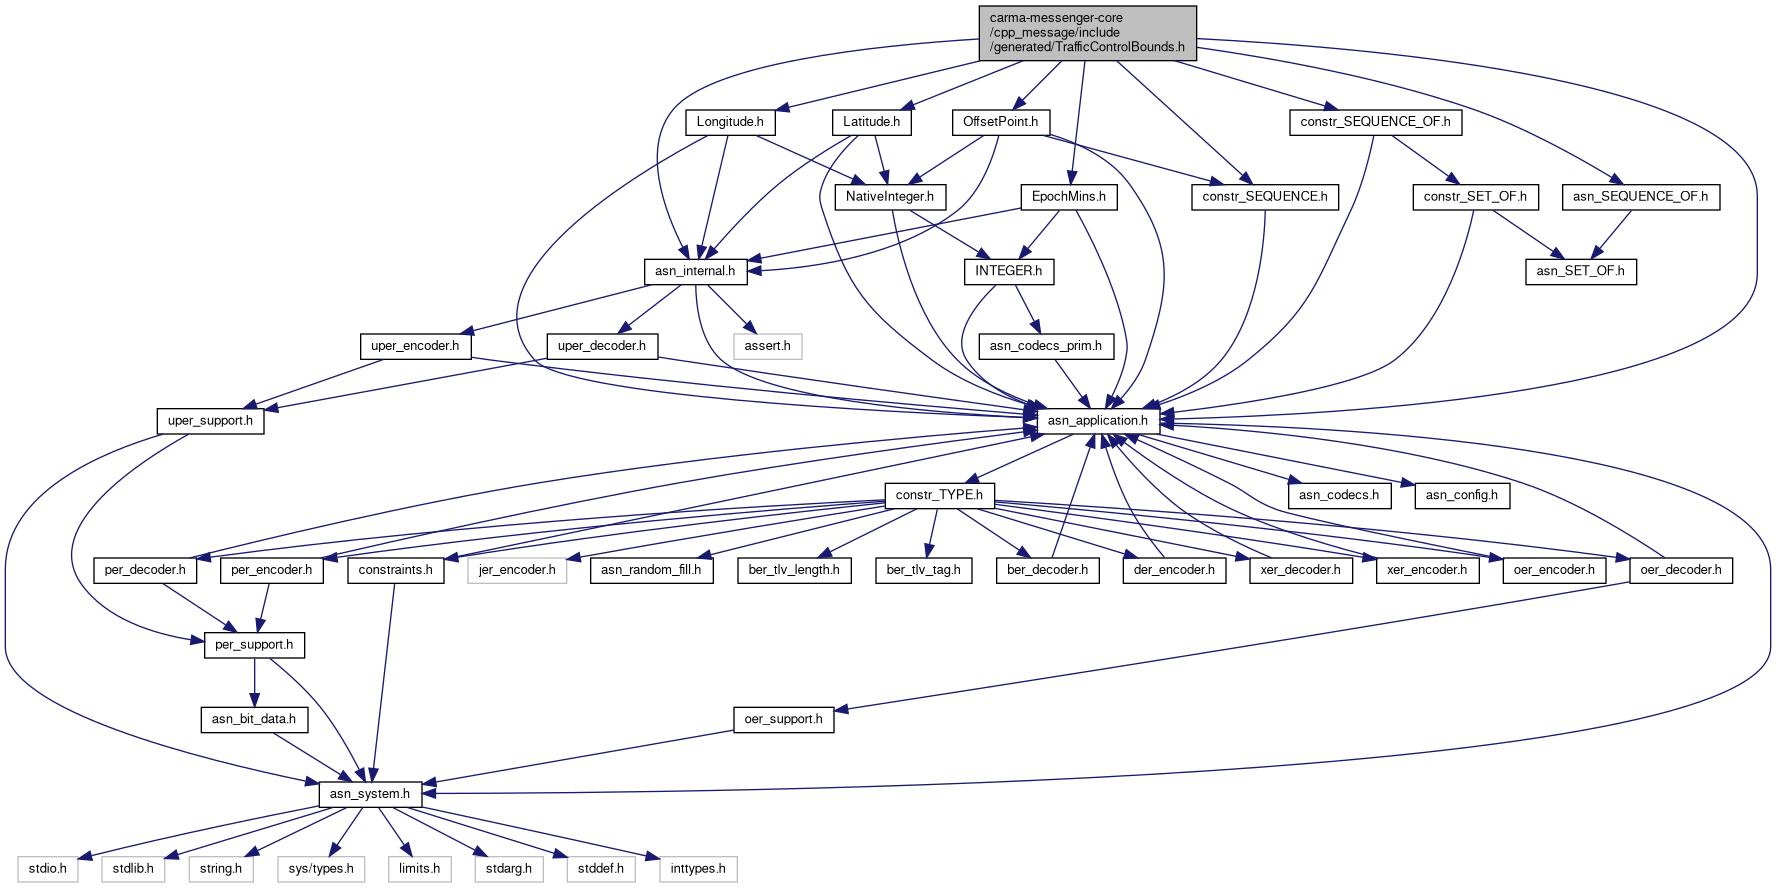 carma-messenger-core
/cpp_message/include
/generated/TrafficControlBounds.h
Longitude.h
Latitude.h
OffsetPoint.h
constr_SEQUENCE_OF.h
NativeInteger.h
EpochMins.h
constr_SEQUENCE.h
constr_SET_OF.h
asn_SEQUENCE_OF.h
asn_internal.h
INTEGER.h
asn_SET_OF.h
uper_encoder.h
uper_decoder.h
assert.h
asn_codecs_prim.h
uper_support.h
asn_application.h
constr_TYPE.h
asn_codecs.h
asn_config.h
per_decoder.h
per_encoder.h
constraints.h
jer_encoder.h
asn_random_fill.h
ber_tlv_length.h
ber_tlv_tag.h
ber_decoder.h
der_encoder.h
xer_decoder.h
xer_encoder.h
oer_encoder.h
oer_decoder.h
per_support.h
asn_bit_data.h
oer_support.h
asn_system.h
stdio.h
stdlib.h
string.h
sys/types.h
limits.h
stdarg.h
stddef.h
inttypes.h